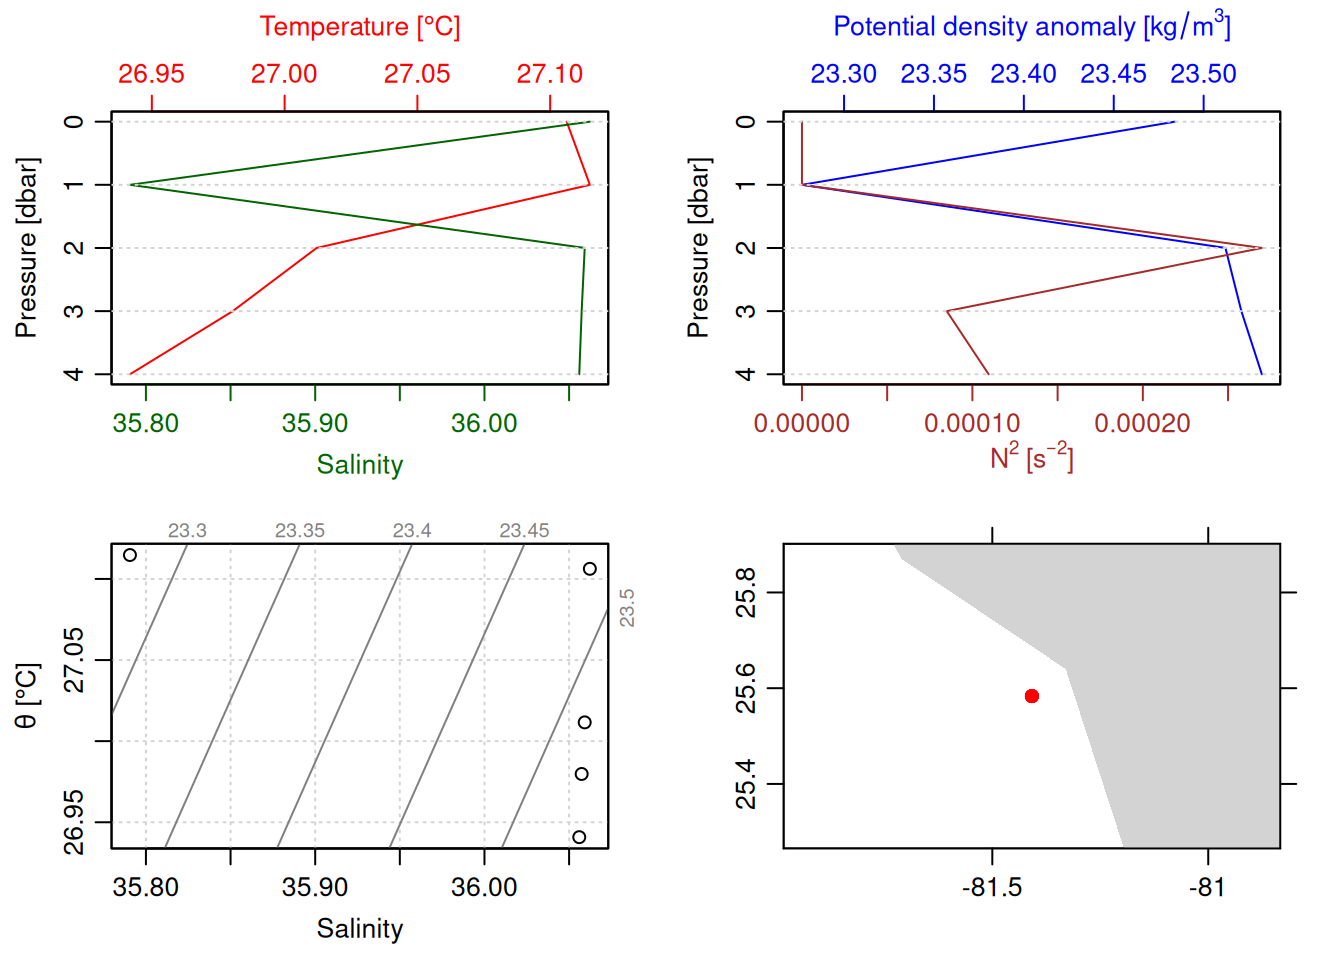 Temperature [°C]
26.95 27.00 27.05 27.10
0
1
2
3
4
Pressure [dbar]
35.80 35.90 36.00
Salinity
Potential density anomaly [kg/m³]
23.30 23.35 23.40 23.45 23.50
0
1
2
3
4
Pressure [dbar]
0.00000 0.00010 0.00020
N² [s⁻²]
23.3 23.35 23.4 23.45
23.5
27.05
26.95
θ [°C]
35.80 35.90 36.00
Salinity
25.8
25.6
25.4
-81.5 -81